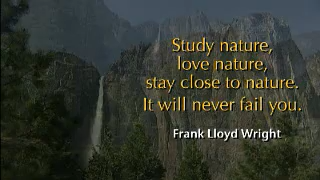 Study nature,
love nature,
stay close to nature.
It will never fail you.
Frank Lloyd Wright